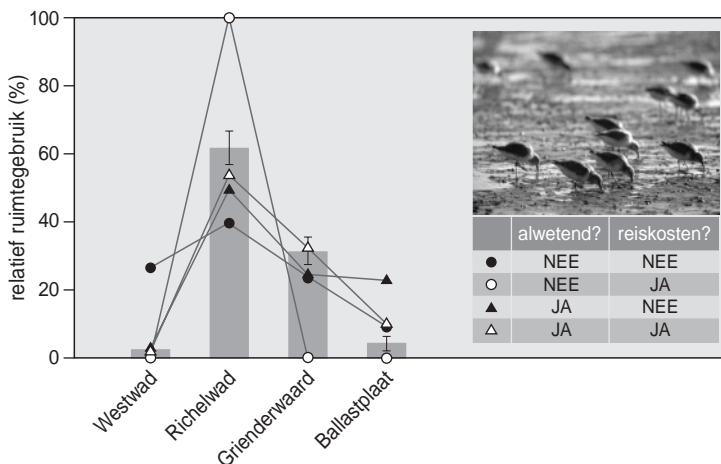 relatief ruimtegebruik (%)
100
80
60
40
20
0
Westwad
Richelwad
Grienderwaard
Ballastplaat
alwetend? reiskosten?
NEE NEE
NEE JA
JA NEE
JA JA